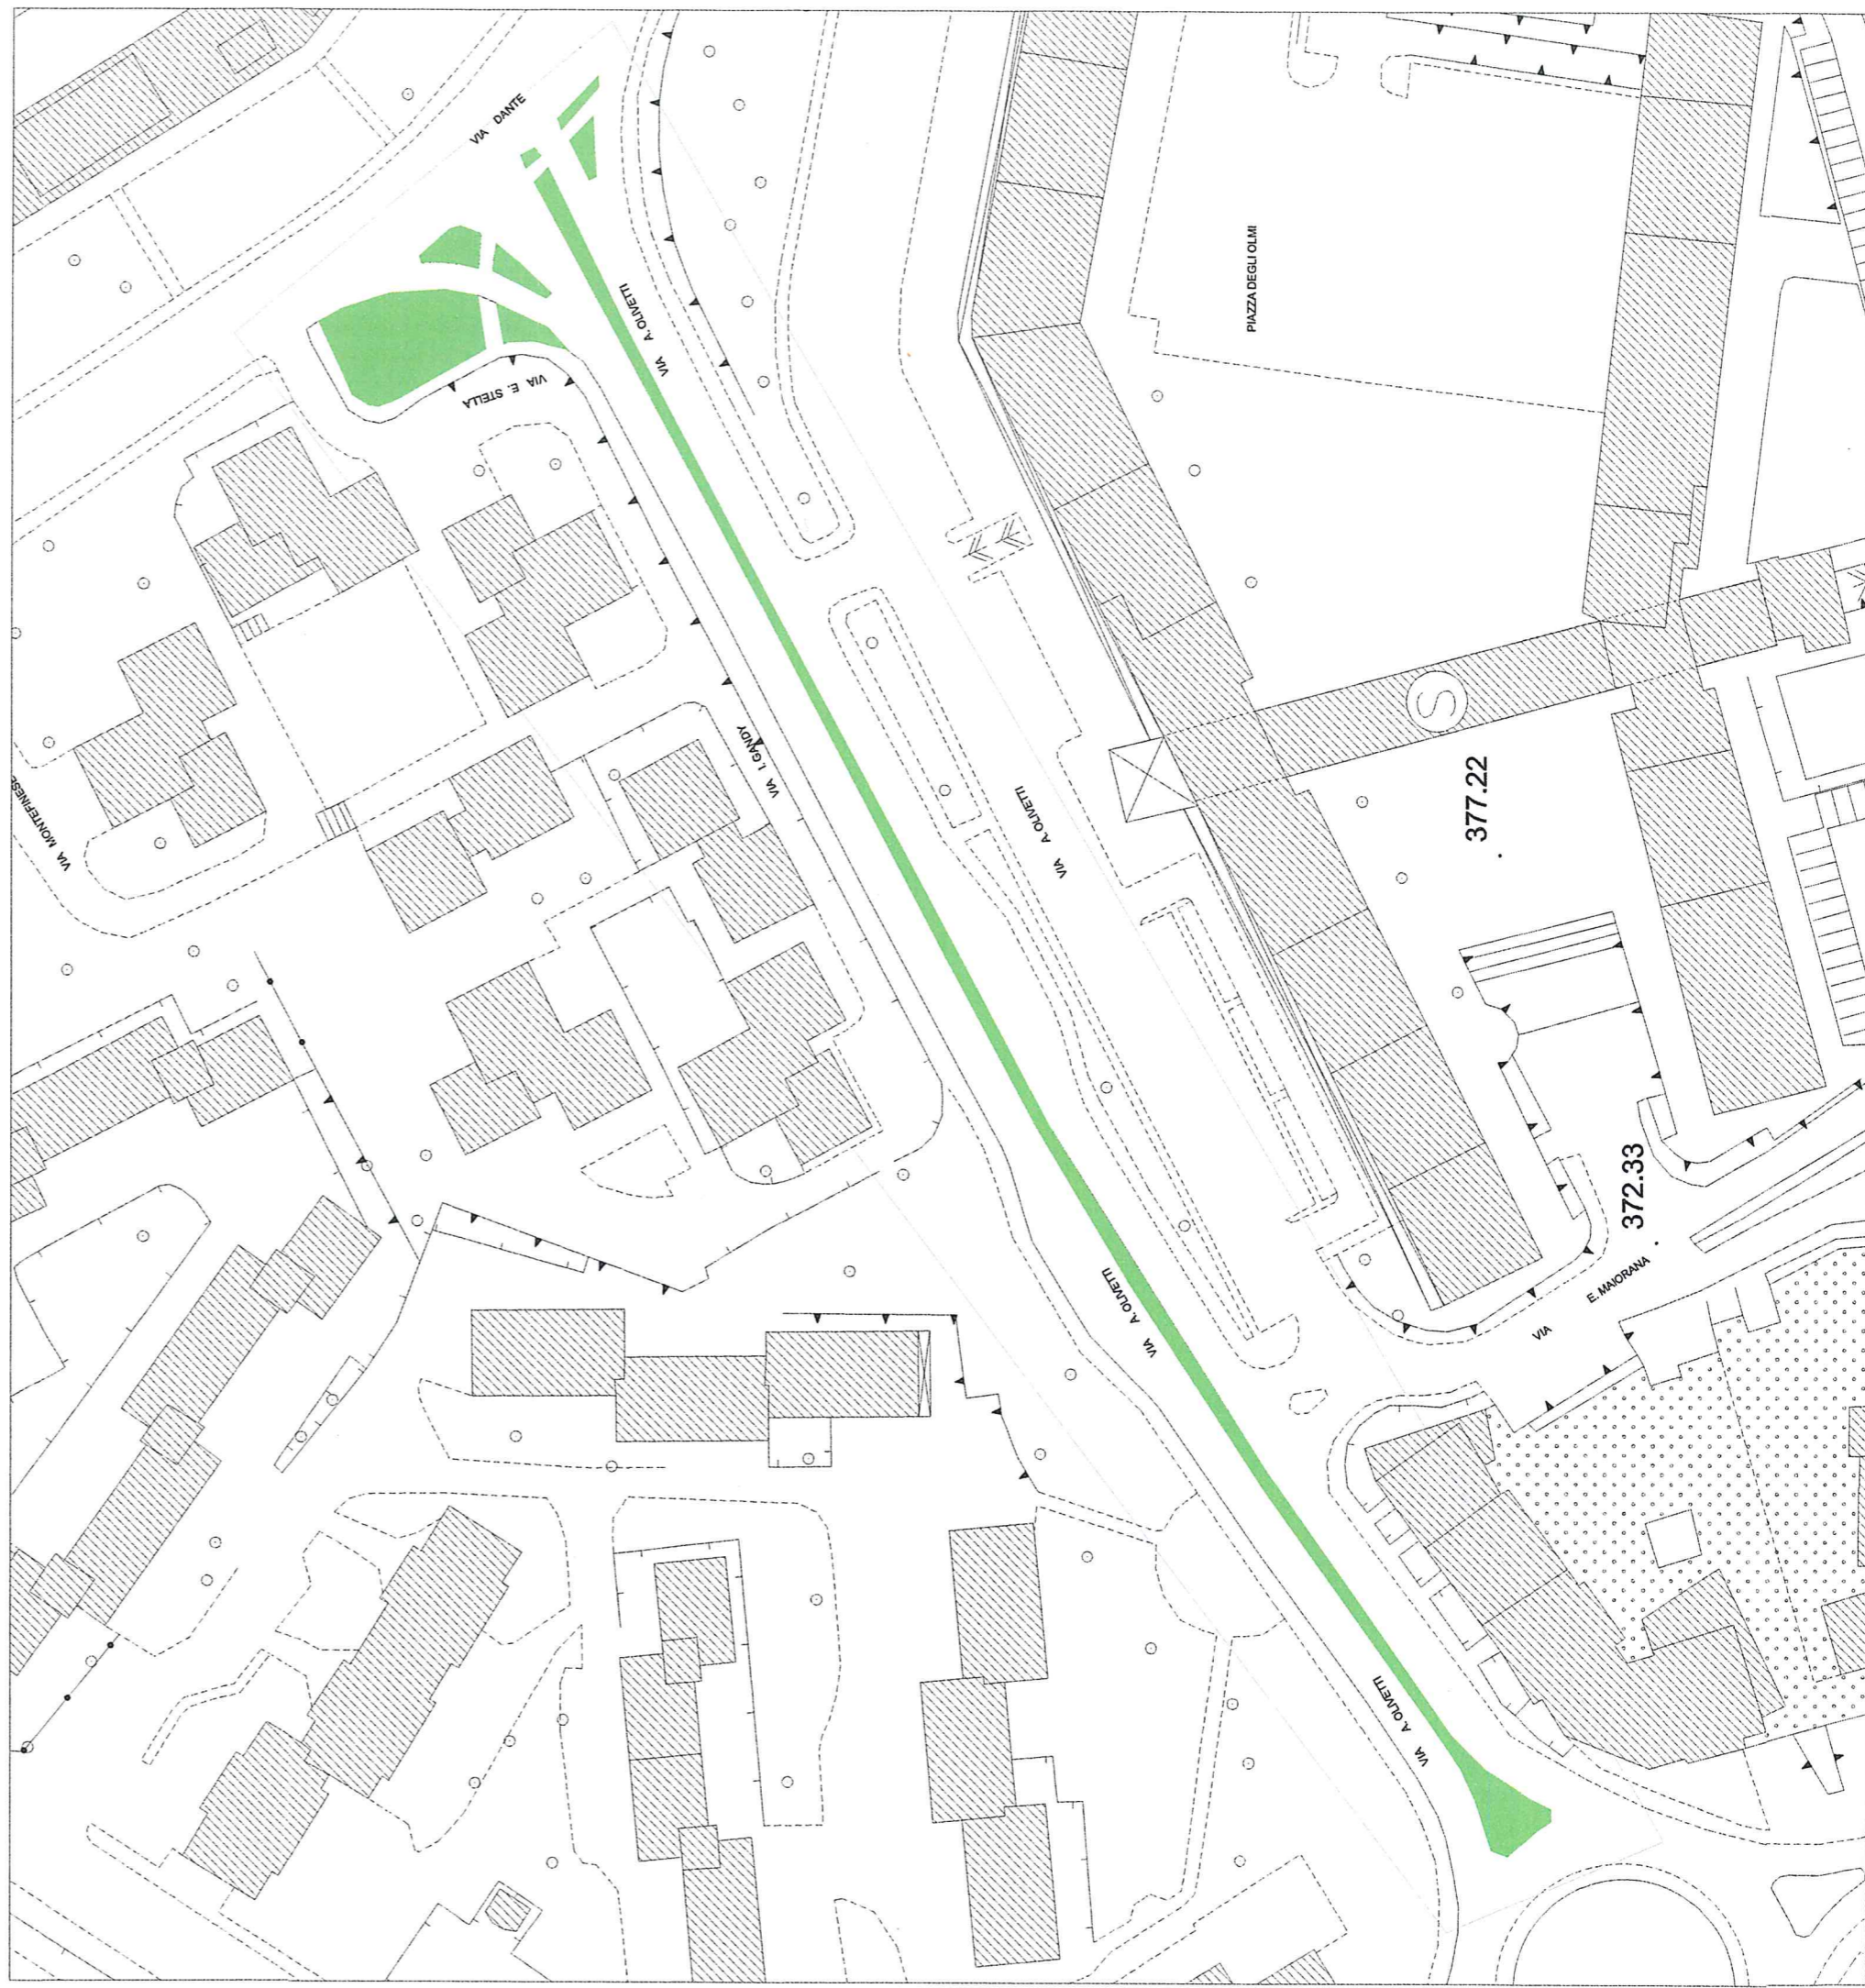 VIA DANTE
VIA A. OLIVETTI
PIAZZA DEGLI OLMI
VIA E. STELLA
VIA I. GANDY
VIA MONTEFINESE
VIA A. OLIVETTI
S
377.22
372.33
VIA E. MAIORANA
VIA A. OLIVETTI
VIA A. OLIVETTI